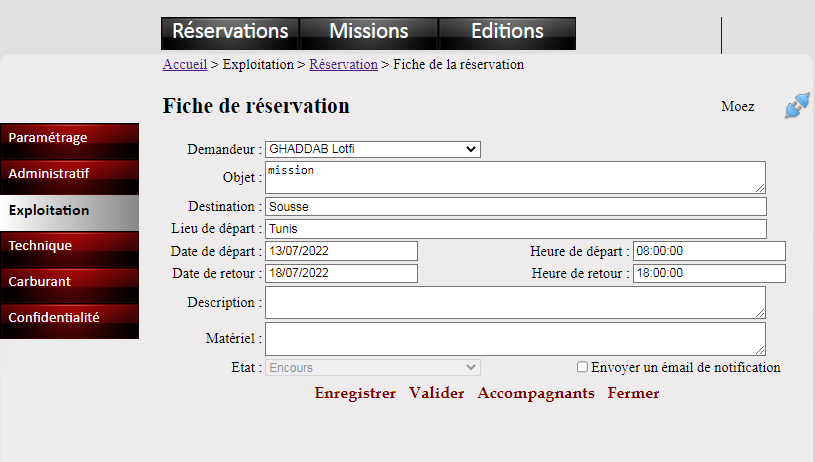 Réservations Missions Editions
Accueil > Exploitation > Réservation > Fiche de la réservation
Fiche de réservation
Moez
Paramétrage
Administratif
Exploitation
Technique
Carburant
Confidentialité
Demandeur : GHADDAB Lotfi
Objet : mission
Destination : Sousse
Lieu de départ : Tunis
Date de départ : 13/07/2022 Heure de départ : 08:00:00
Date de retour : 18/07/2022 Heure de retour : 18:00:00
Description :
Matériel :
Etat : Encours Envoyer un émail de notification
Enregistrer Valider Accompagnants Fermer